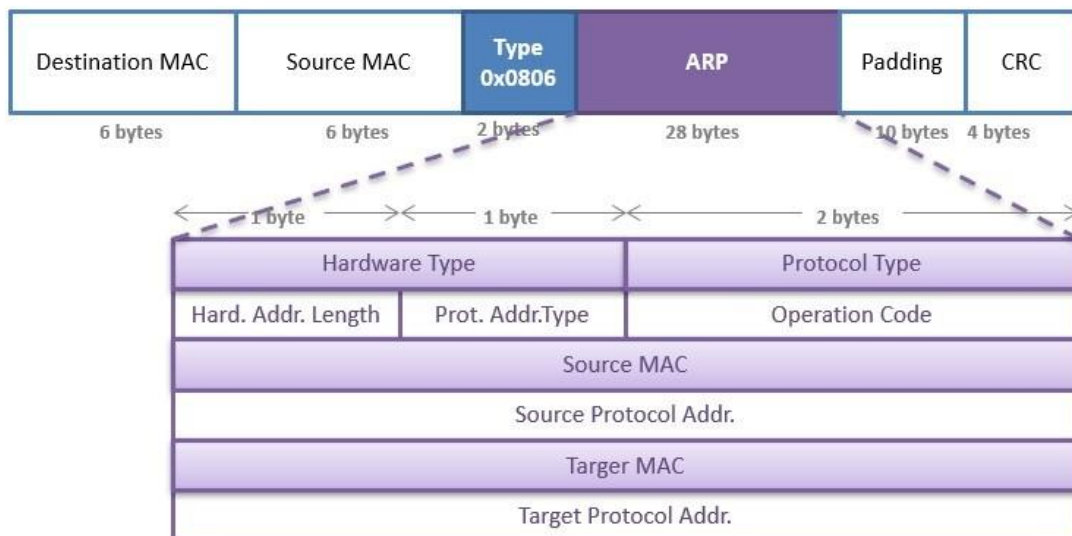 Destination MAC
Source MAC
Type
0x0806
ARP
Padding
CRC
6 bytes
6 bytes
2 bytes
28 bytes
10 bytes
4 bytes
1 byte
1 byte
2 bytes
Hardware Type
Protocol Type
Hard. Addr. Length
Prot. Addr.Type
Operation Code
Source MAC
Source Protocol Addr.
Targer MAC
Target Protocol Addr.